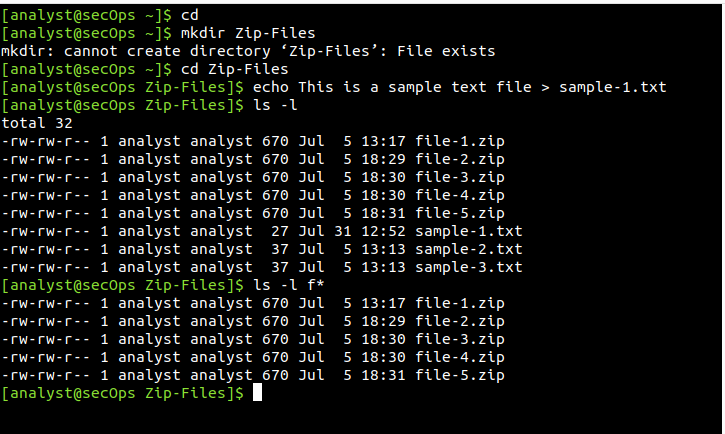 [analyst@secOps ~]$ cd
[analyst@secOps ~]$ mkdir Zip-Files
mkdir: cannot create directory ‘Zip-Files’: File exists
[analyst@secOps ~]$ cd Zip-Files
[analyst@secOps Zip-Files]$ echo This is a sample text file > sample-1.txt
[analyst@secOps Zip-Files]$ ls -l
total 32
-rw-rw-r-- 1 analyst analyst 670 Jul  5 13:17 file-1.zip
-rw-rw-r-- 1 analyst analyst 670 Jul  5 18:29 file-2.zip
-rw-rw-r-- 1 analyst analyst 670 Jul  5 18:30 file-3.zip
-rw-rw-r-- 1 analyst analyst 670 Jul  5 18:30 file-4.zip
-rw-rw-r-- 1 analyst analyst 670 Jul  5 18:31 file-5.zip
-rw-rw-r-- 1 analyst analyst  27 Jul 31 12:52 sample-1.txt
-rw-rw-r-- 1 analyst analyst  37 Jul  5 13:13 sample-2.txt
-rw-rw-r-- 1 analyst analyst  37 Jul  5 13:13 sample-3.txt
[analyst@secOps Zip-Files]$ ls -l f*
-rw-rw-r-- 1 analyst analyst 670 Jul  5 13:17 file-1.zip
-rw-rw-r-- 1 analyst analyst 670 Jul  5 18:29 file-2.zip
-rw-rw-r-- 1 analyst analyst 670 Jul  5 18:30 file-3.zip
-rw-rw-r-- 1 analyst analyst 670 Jul  5 18:30 file-4.zip
-rw-rw-r-- 1 analyst analyst 670 Jul  5 18:31 file-5.zip
[analyst@secOps Zip-Files]$